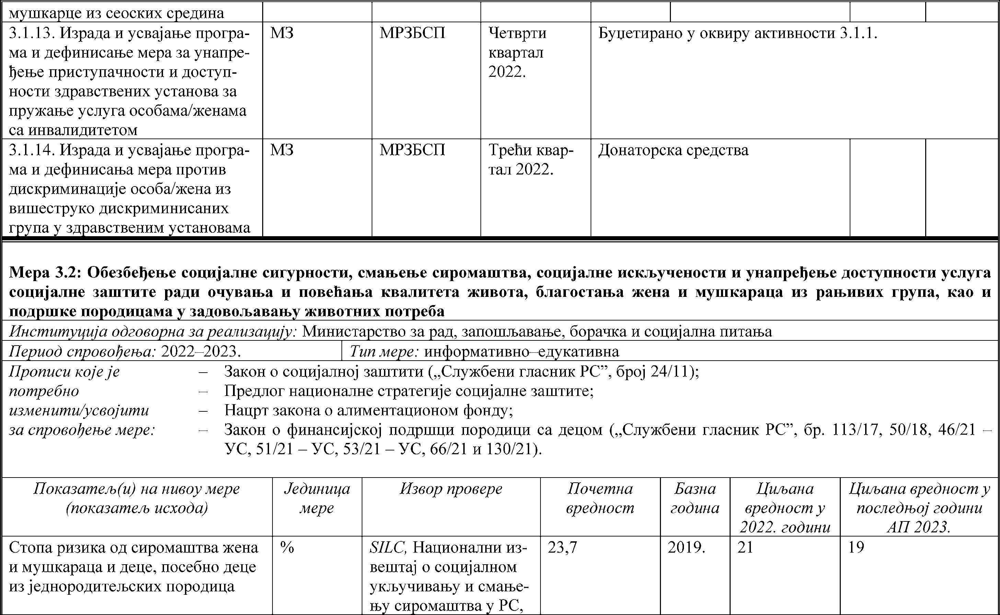 мушкарце из сеоских средина
3.1.13. Израда и усвајање програ-
ма и дефинисање мера за унапре-
ђење приступачности и доступ-
ности здравствених установа за
пружање услуга особама/женама
са инвалидитетом
МЗ
МРЗБСП
Четврти
квартал
2022.
Буџетирано у оквиру активности 3.1.1.
3.1.14. Израда и усвајање програ-
ма и дефинисања мера против
дискриминације особа/жена из
вишеструко дискриминисаних
група у здравственим установама
МЗ
МРЗБСП
Трећи квар-
тал 2022.
Донаторска средства
Мера 3.2: Обезбеђење социјалне сигурности, смањење сиромаштва, социјалне искључености и унапређење доступности услуга
социјалне заштите ради очувања и повећања квалитета живота, благостања жена и мушкараца из рањивих група, као и
подршке породицама у задовољавању животних потреба
Институција одговорна за реализацију: Министарство за рад, запошљавање, борачка и социјална питања
Период спровођења: 2022–2023.
Тип мере: информативно–едукативна
Прописи које је
потребно
изменити/усвојити
за спровођење мере:
– Закон о социјалној заштити („Службени гласник РС”, број 24/11);
– Предлог националне стратегије социјалне заштите;
– Нацрт закона о алиментационом фонду;
– Закон о финансијској подршци породици са децом („Службени гласник РС”, бр. 113/17, 50/18, 46/21 –
УС, 51/21 – УС, 53/21 – УС, 66/21 и 130/21).
Показатељ(и) на нивоу мере
(показатељ исхода)
Јединица
мере
Извор провере
Почетна
вредност
Базна
година
Циљана
вредност у
2022. години
Циљана вредност у
последњој години
АП 2023.
Стопа ризика од сиромаштва жена
и мушкараца и деце, посебно деце
из једнородитељских породица
%
SILC, Национални из-
вештај о социјалном
укључивању и смање-
њу сиромаштва у РС,
23,7
2019.
21
19